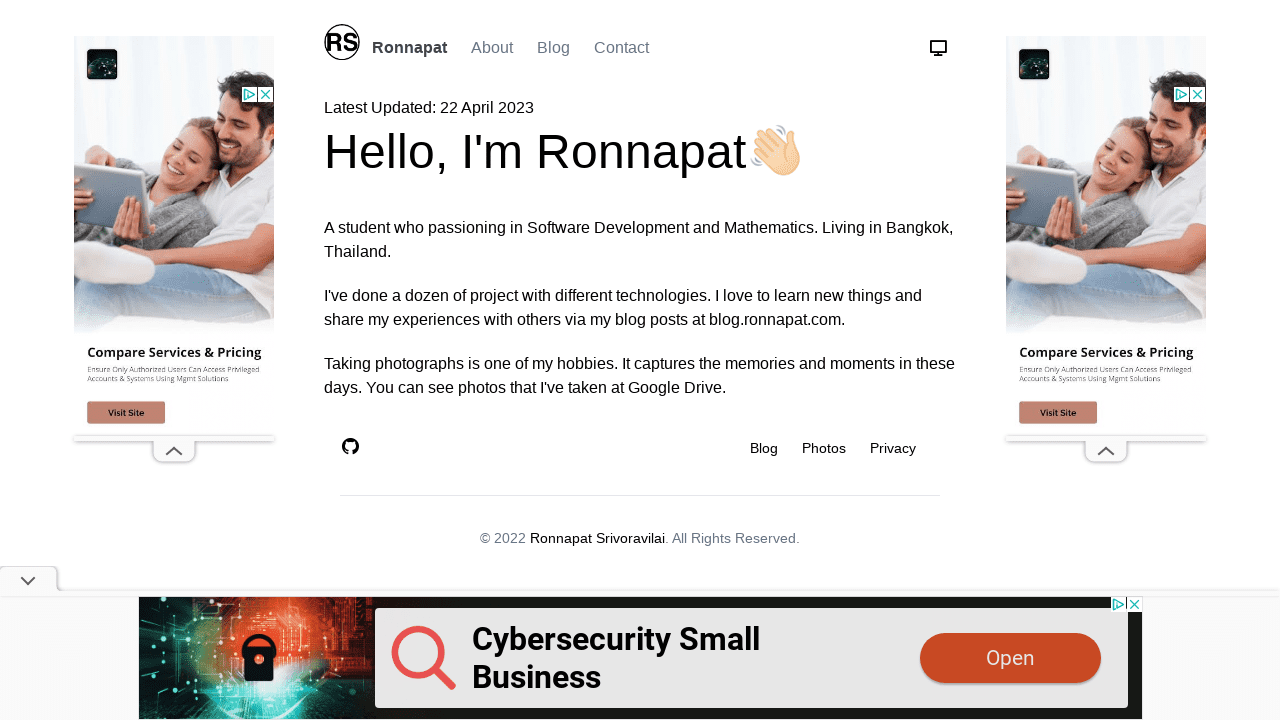 RS
Ronnapat About Blog Contact
Latest Updated: 22 April 2023
Hello, I'm Ronnapat
A student who passioning in Software Development and Mathematics. Living in Bangkok,
Thailand.
I've done a dozen of project with different technologies. I love to learn new things and
share my experiences with others via my blog posts at blog.ronnapat.com.
Taking photographs is one of my hobbies. It captures the memories and moments in these
days. You can see photos that I've taken at Google Drive.
Blog Photos Privacy
© 2022 Ronnapat Srivoravilai. All Rights Reserved.
Compare Services & Pricing
Ensure Only Authorized Users Can Access Privileged
Accounts & Systems Using Mgmt Solutions
Visit Site
Compare Services & Pricing
Ensure Only Authorized Users Can Access Privileged
Accounts & Systems Using Mgmt Solutions
Visit Site
Cybersecurity Small
Business
Open